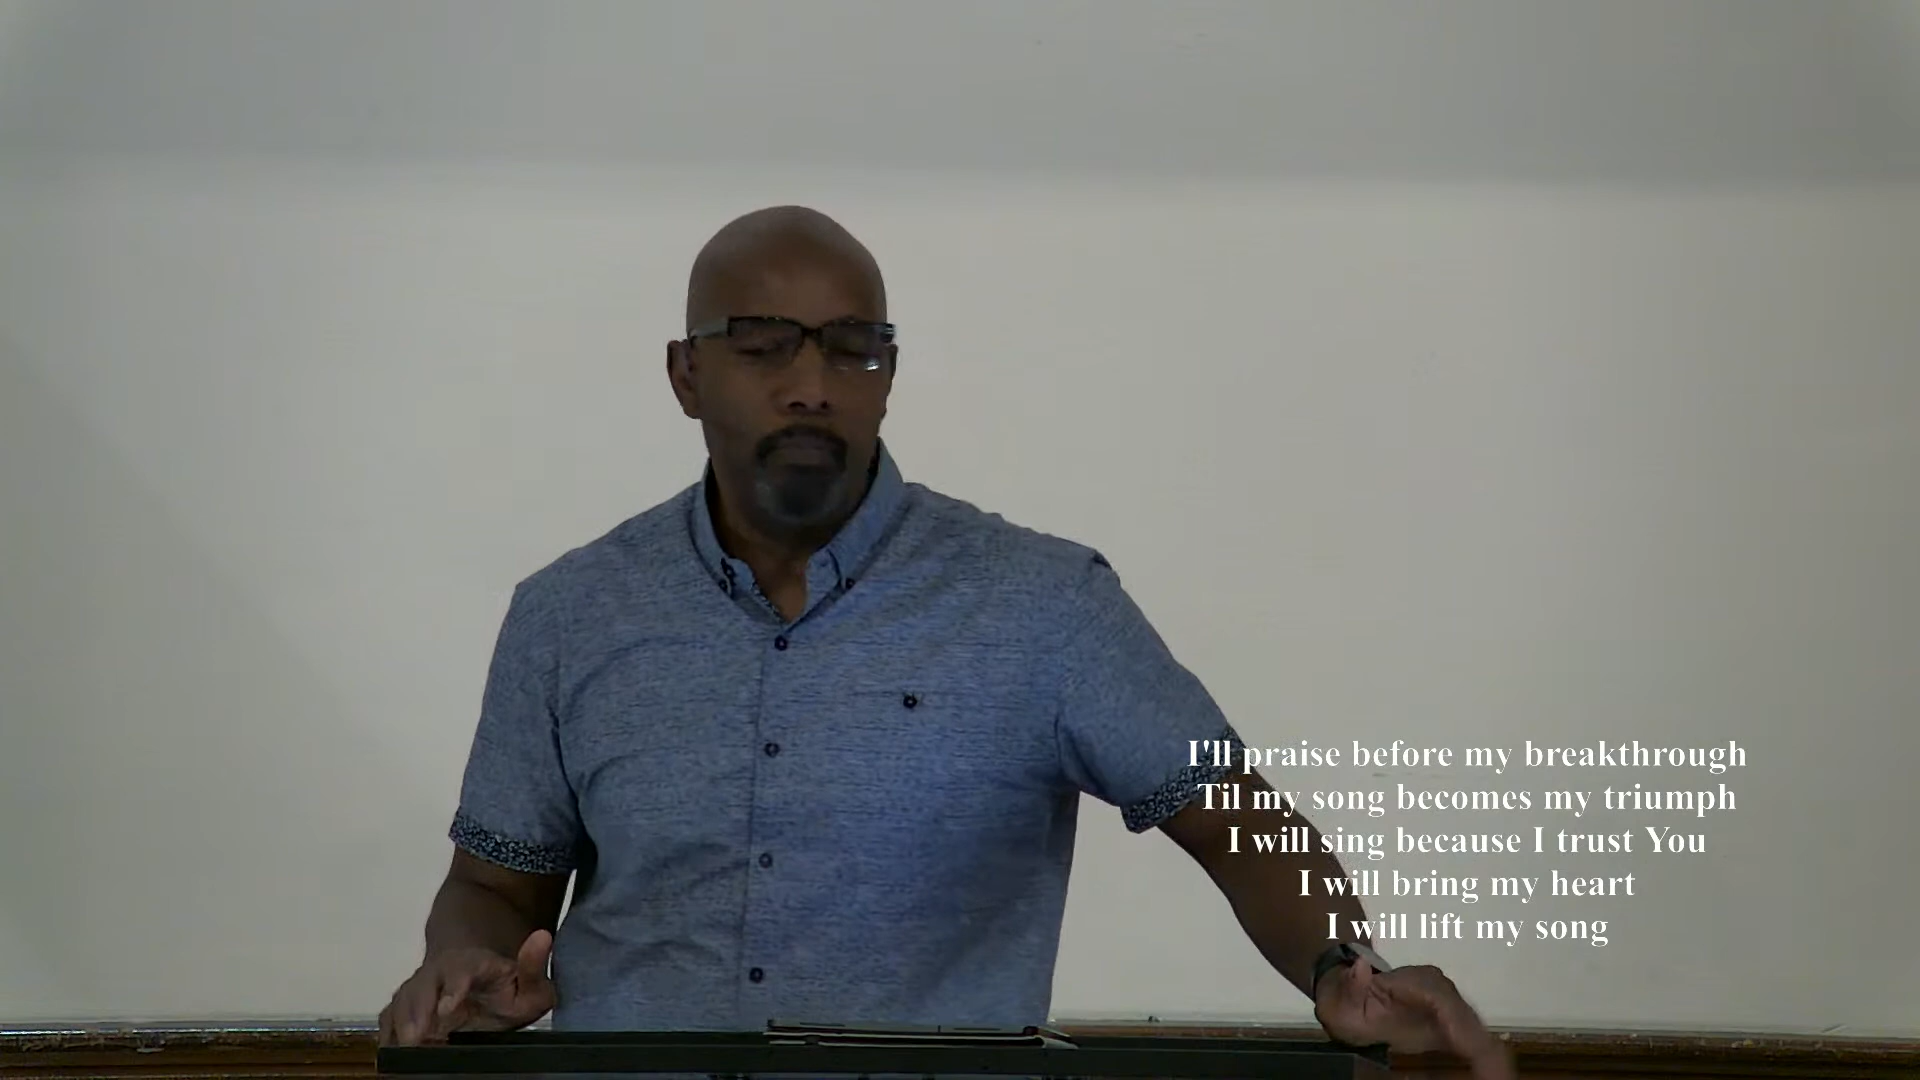 I'll praise before my breakthrough
Til my song becomes my triumph
I will sing because I trust You
I will bring my heart
I will lift my song